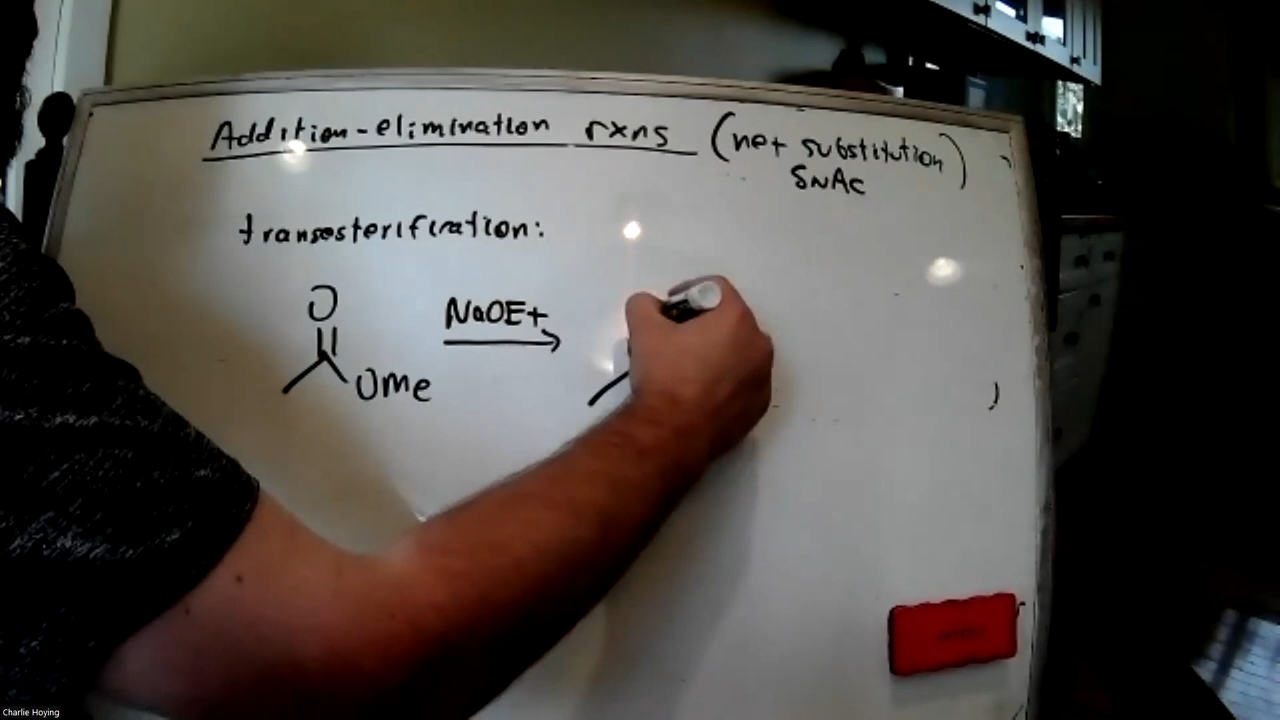 Addition-elimination rxns (net substitution)
SNAc
transesterification:
O
NaOEt
OMe
Charlie Hoying